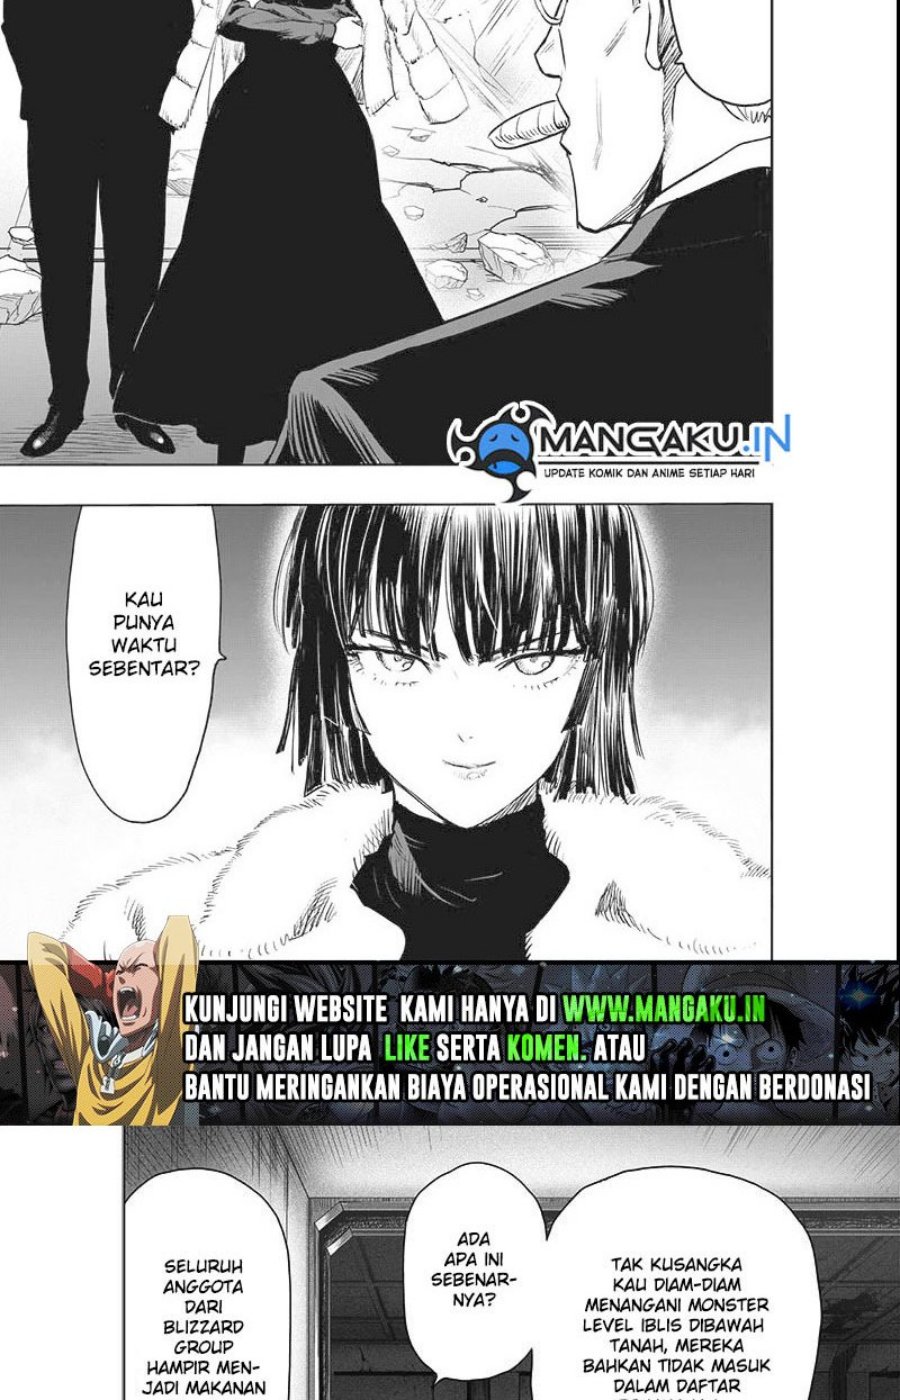 MANGAKU.IN
UPDATE KOMIK DAN ANIME SETIAP HARI
KAU
PUNYA
WAKTU
SEBENTAR?
KUNJUNGI WEBSITE KAMI HANYA DI WWW.MANGAKU.IN
DAN JANGAN LUPA LIKE SERTA KOMEN. ATAU
BANTU MERINGANKAN BIAYA OPERASIONAL KAMI DENGAN BERDONASI
TAK KUSANGKA
KAU DIAM-DIAM
MENANGANI MONSTER
LEVEL IBLIS DIBAWAH
TANAH, MEREKA
BAHKAN TIDAK MASUK
DALAM DAFTAR
ADA
APA INI
SEBENAR-
NYA?
SELURUH
ANGGOTA
DARI
BLIZZARD
GROUP
HAMPIR MEN-
JADI MAKANAN